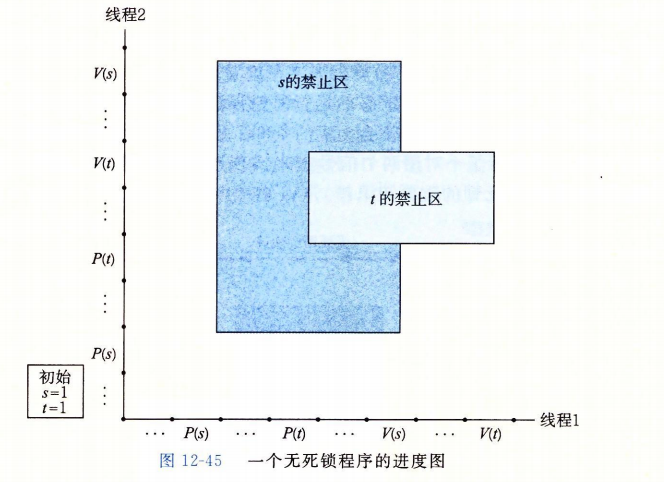 线程2
V(s)
⋮
s的禁止区
V(t)
⋮
t 的禁止区
P(t)
⋮
P(s)
初始
s=1
t=1
⋮
线程1
··· P(s) ··· P(t) ··· V(s) ··· V(t)
图 12-45 一个无死锁程序的进度图